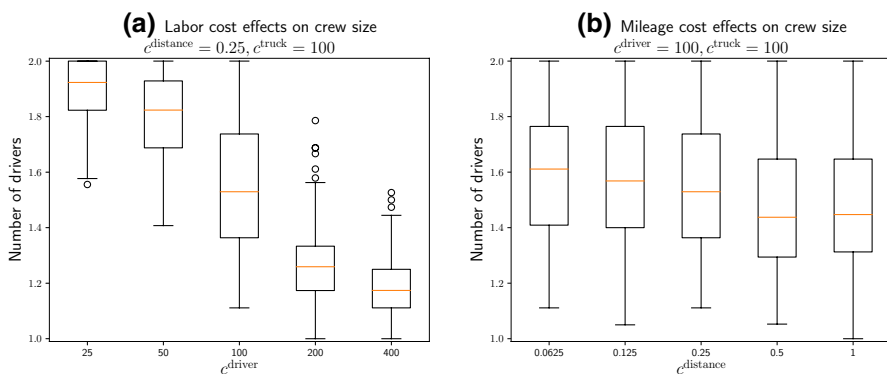 (a) Labor cost effects on crew size
c^distance = 0.25, c^truck = 100
Number of drivers
2.0
1.8
1.6
1.4
1.2
1.0
25 50 100 200 400
c^driver
(b) Mileage cost effects on crew size
c^driver = 100, c^truck = 100
Number of drivers
2.0
1.8
1.6
1.4
1.2
1.0
0.0625 0.125 0.25 0.5 1
c^distance